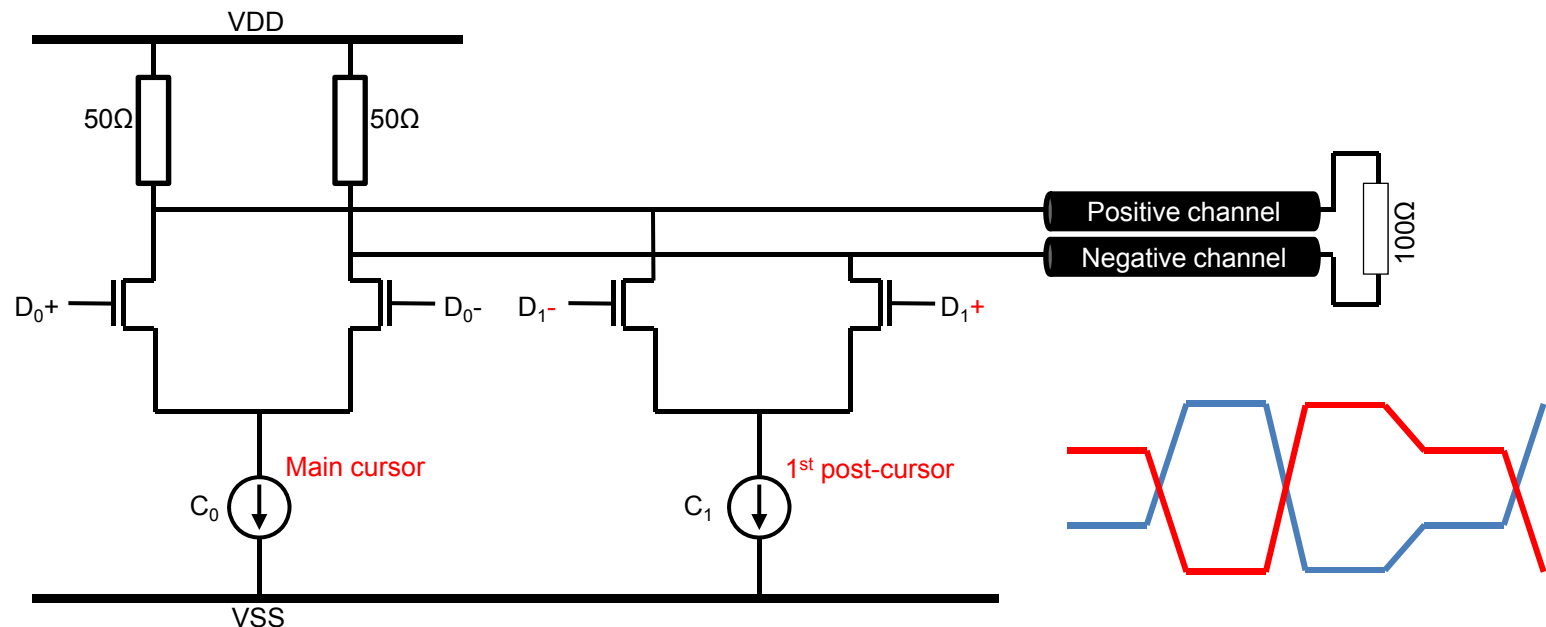 VDD
50Ω
50Ω
Positive channel
Negative channel
100Ω
D₀+
D₀-
D₁-
D₁+
Main cursor
1st post-cursor
C₀
C₁
VSS